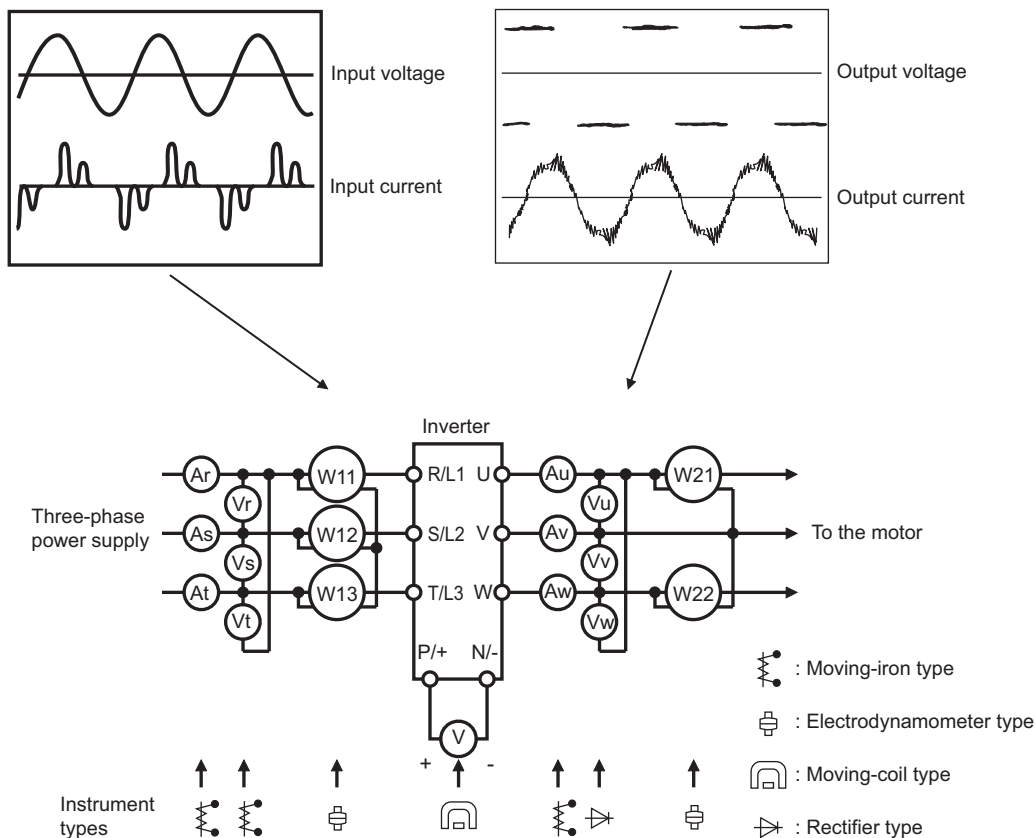 Input voltage
Input current
Output voltage
Output current
Inverter
Ar
W11
R/L1
U
Au
W21
Vr
Vu
Three-phase
power supply
As
W12
S/L2
V
Av
To the motor
Vs
Vv
At
W13
T/L3
W
Aw
W22
Vt
Vw
P/+
N/-
: Moving-iron type
: Electrodynamometer type
V
+
-
: Moving-coil type
Instrument
types
: Rectifier type